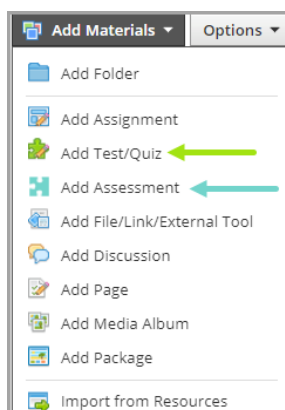 Add Materials Options
Add Folder
Add Assignment
Add Test/Quiz
Add Assessment
Add File/Link/External Tool
Add Discussion
Add Page
Add Media Album
Add Package
Import from Resources